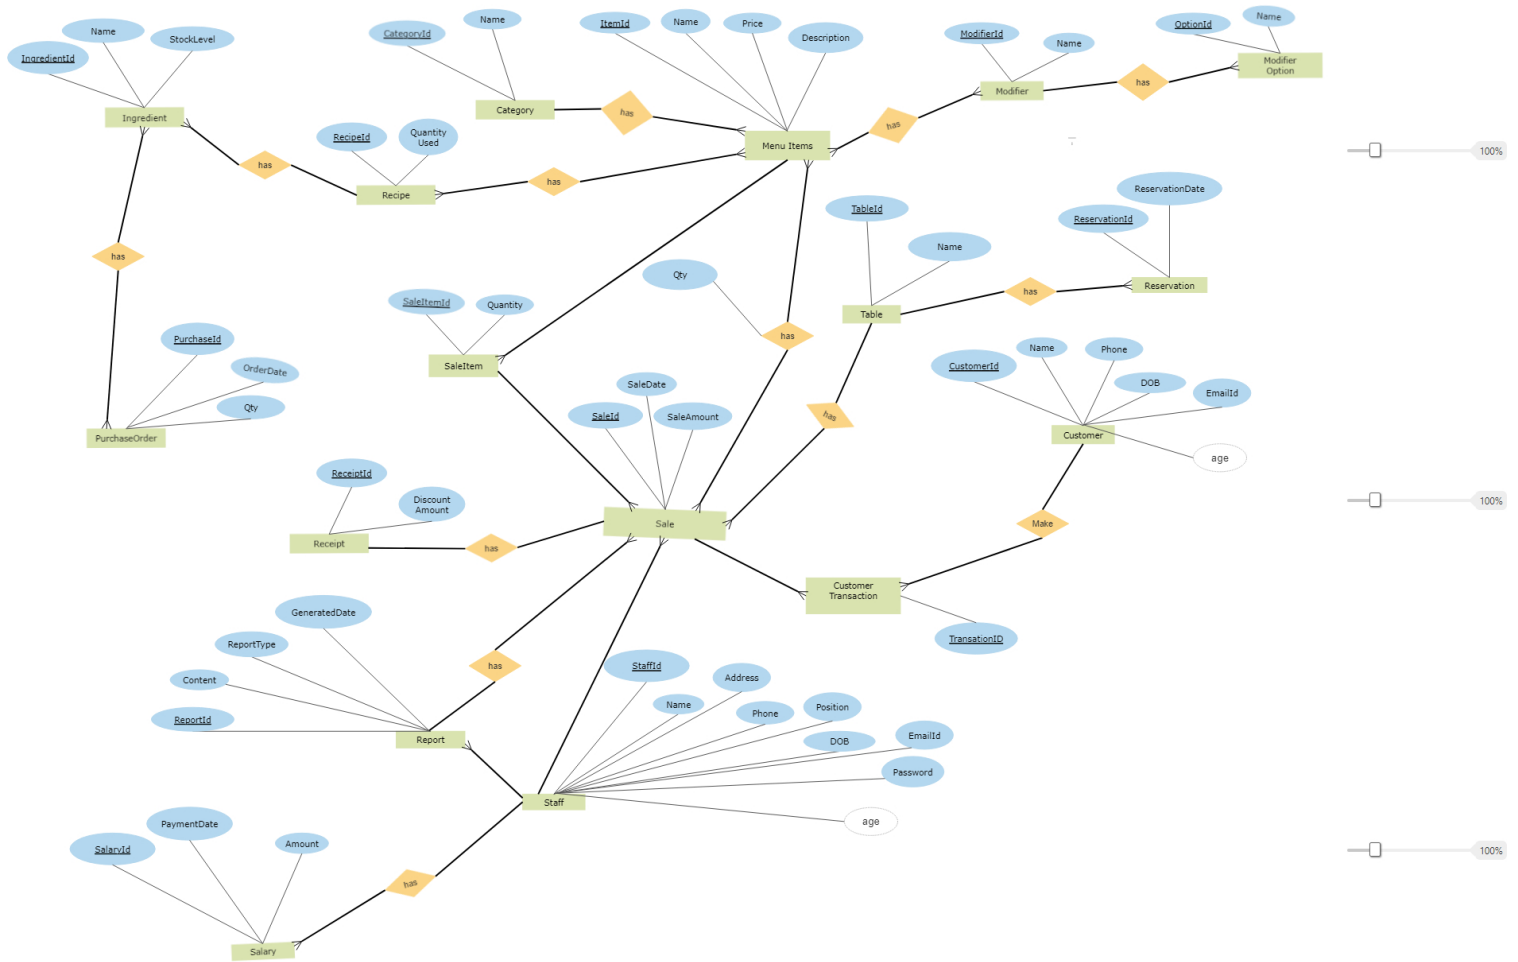 Name
StockLevel
IngredientId
Ingredient
CategoryId
Name
Category
has
ItemId
Name
Price
Description
Menu Items
ModifierId
Name
Modifier
has
has
OptionId
Name
Modifier
Option
RecipeId
Quantity
Used
Recipe
has
has
100%
has
TableId
Name
Table
ReservationDate
ReservationId
Reservation
has
SaleItemId
Quantity
SaleItem
Qty
has
PurchaseId
OrderDate
Qty
PurchaseOrder
SaleDate
SaleId
SaleAmount
Sale
has
CustomerId
Name
Phone
DOB
EmailId
Customer
age
Make
100%
ReceiptId
Discount
Amount
Receipt
has
Customer
Transaction
TransationID
GeneratedDate
ReportType
Content
ReportId
Report
has
StaffId
Name
Address
Phone
Position
DOB
EmailId
Password
Staff
age
100%
PaymentDate
SalaryId
Amount
Salary
has